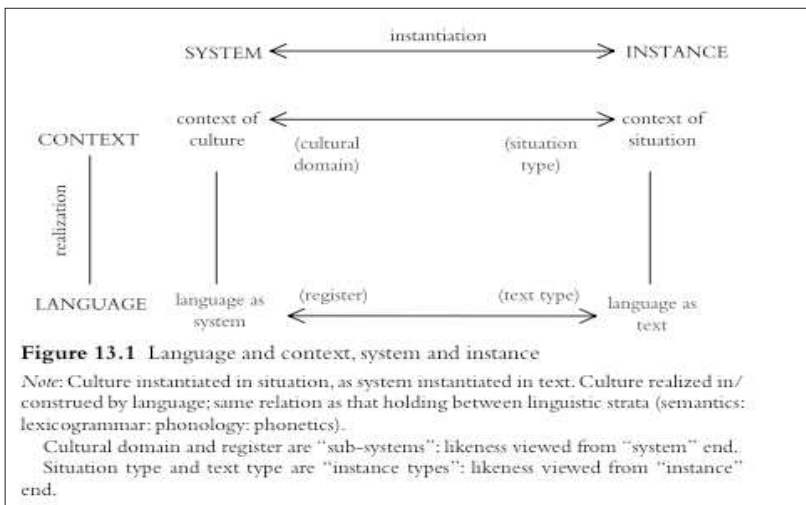 instantiation
SYSTEM INSTANCE
context of culture context of situation
CONTEXT (cultural domain) (situation type)
realization
LANGUAGE language as system (register) (text type) language as text
Figure 13.1 Language and context, system and instance
Note: Culture instantiated in situation, as system instantiated in text. Culture realized in/
construed by language; same relation as that holding between linguistic strata (semantics:
lexicogrammar: phonology: phonetics).
Cultural domain and register are “sub-systems”: likeness viewed from “system” end.
Situation type and text type are “instance types”: likeness viewed from “instance”
end.